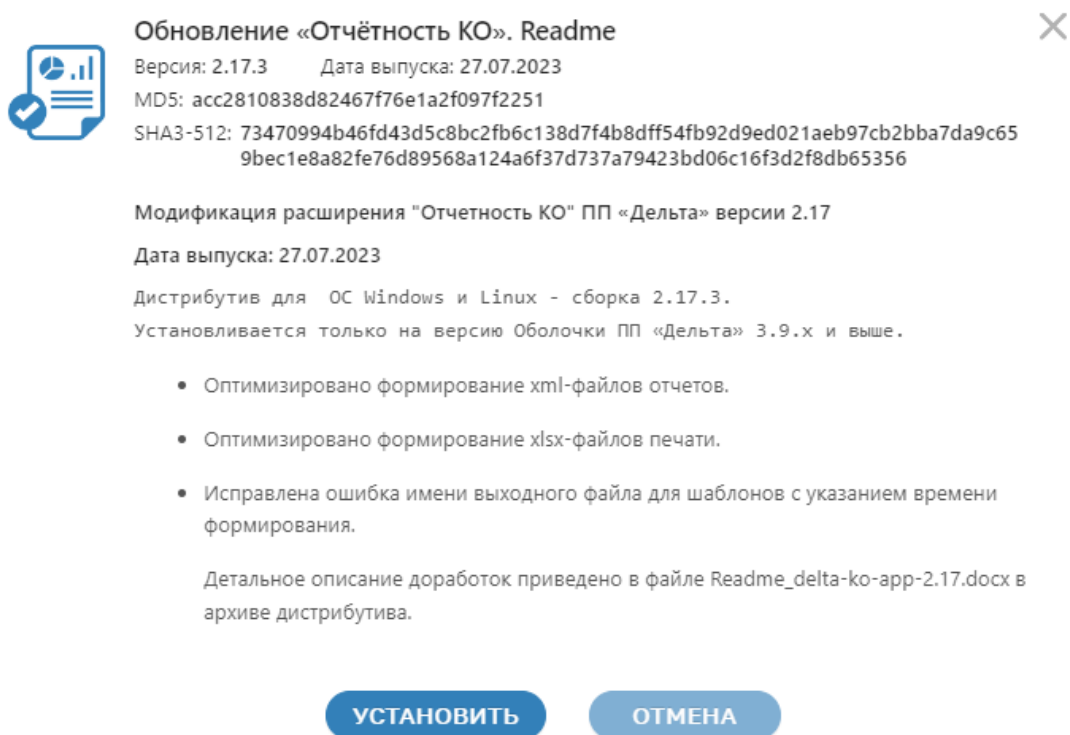 Обновление «Отчётность КО». Readme
Версия: 2.17.3 Дата выпуска: 27.07.2023
MD5: acc2810838d82467f76e1a2f097f2251
SHA3-512: 73470994b46fd43d5c8bc2fb6c138d7f4b8dff54fb92d9ed021aeb97cb2bba7da9c65
9bec1e8a82fe76d89568a124a6f37d737a79423bd06c16f3d2f8db65356
Модификация расширения "Отчетность КО" ПП «Дельта» версии 2.17
Дата выпуска: 27.07.2023
Дистрибутив для ОС Windows и Linux - сборка 2.17.3.
Установливается только на версию Оболочки ПП «Дельта» 3.9.x и выше.
• Оптимизировано формирование xml-файлов отчетов.
• Оптимизировано формирование xlsx-файлов печати.
• Исправлена ошибка имени выходного файла для шаблонов с указанием времени
формирования.
Детальное описание доработок приведено в файле Readme_delta-ko-app-2.17.docx в
архиве дистрибутива.
УСТАНОВИТЬ ОТМЕНА